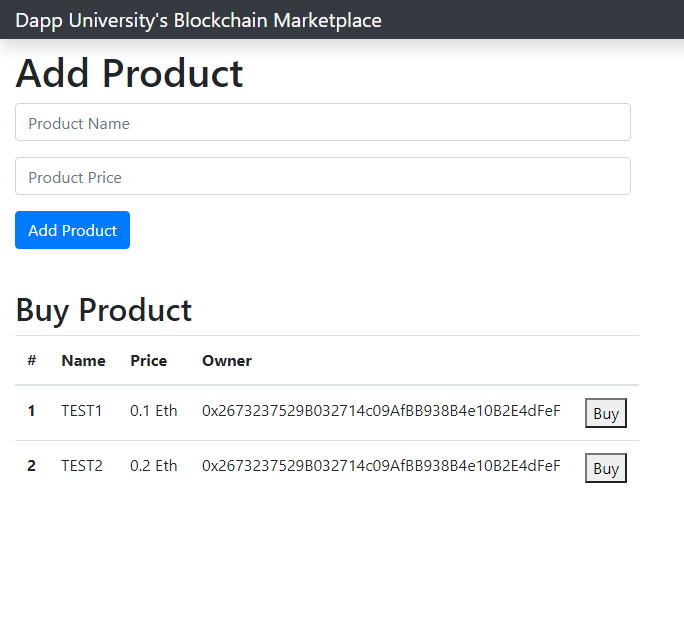 Dapp University's Blockchain Marketplace
Add Product
Product Name
Product Price
Add Product
Buy Product
# Name Price Owner
1 TEST1 0.1 Eth 0x2673237529B032714c09AfBB938B4e10B2E4dFeF Buy
2 TEST2 0.2 Eth 0x2673237529B032714c09AfBB938B4e10B2E4dFeF Buy